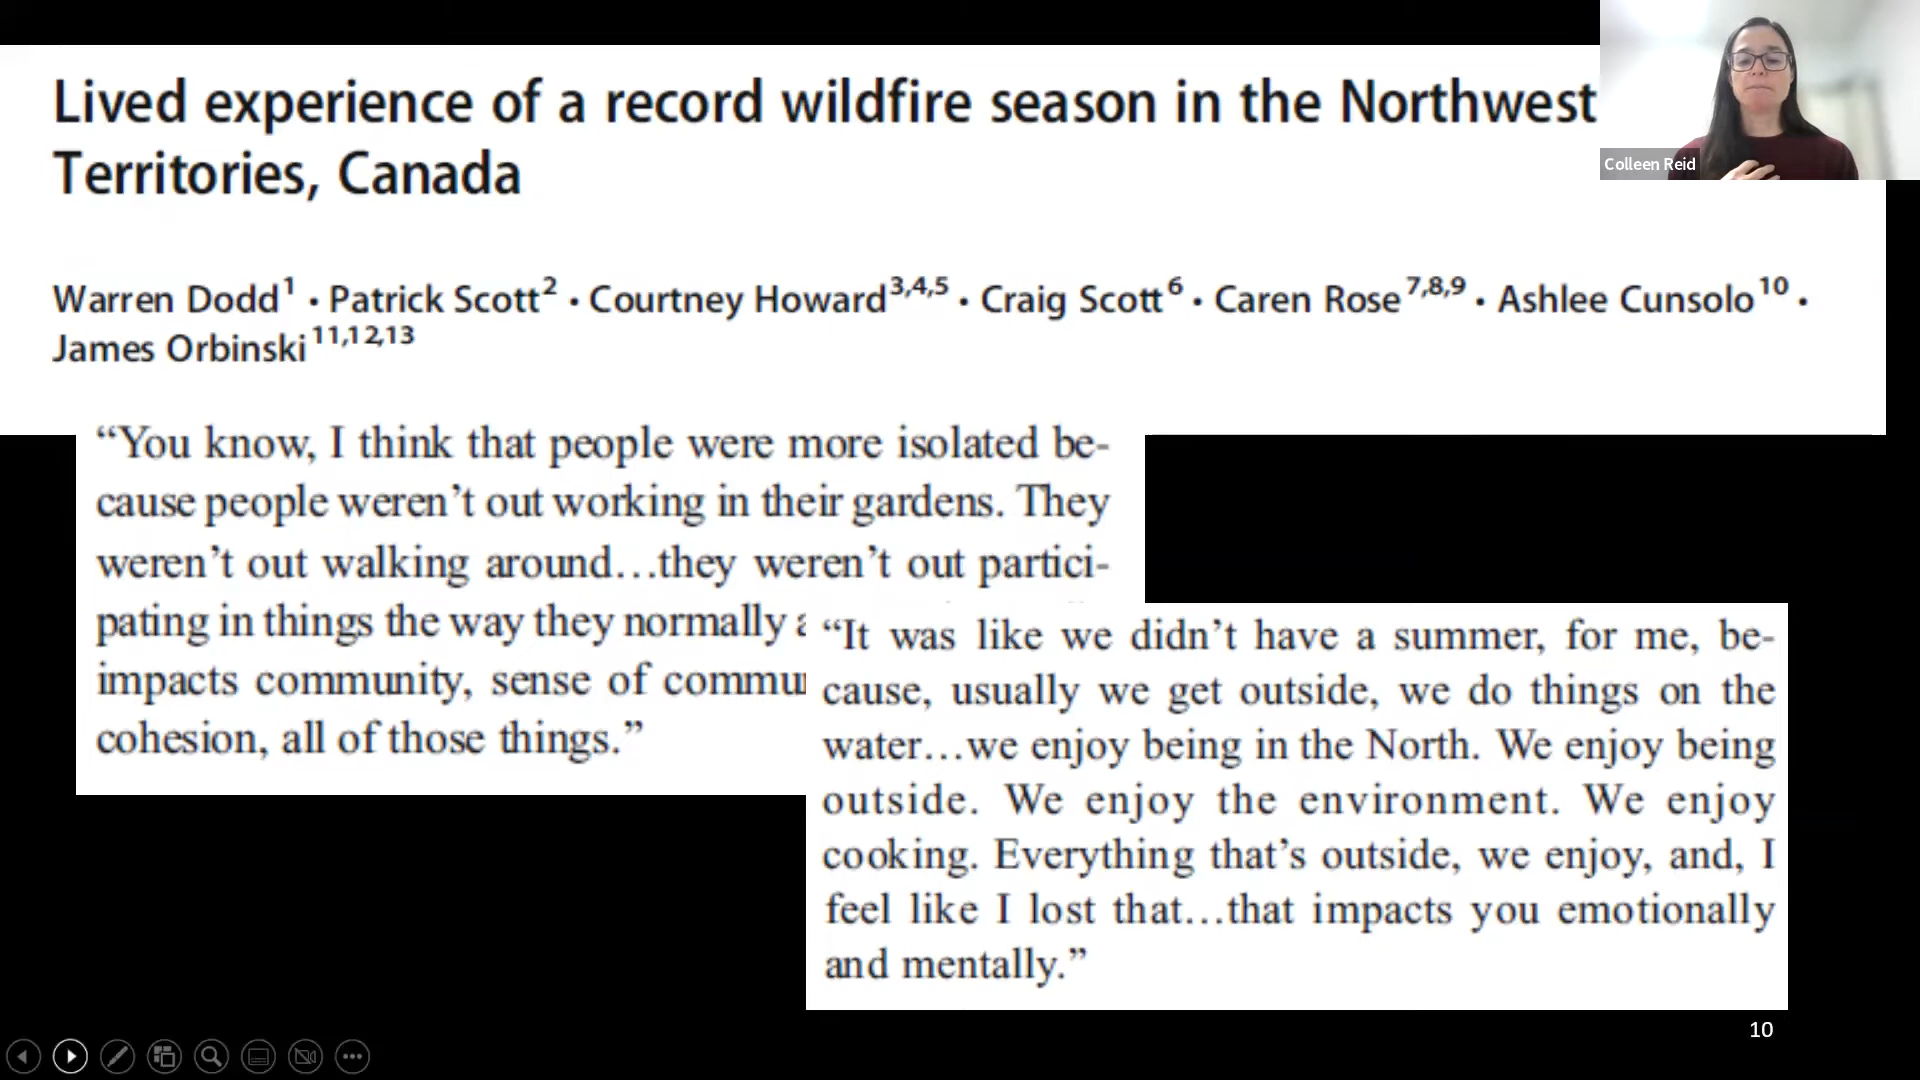 Lived experience of a record wildfire season in the Northwest
Territories, Canada
Colleen Reid
Warren Dodd1 · Patrick Scott2 · Courtney Howard3,4,5 · Craig Scott6 · Caren Rose7,8,9 · Ashlee Cunsolo10 ·
James Orbinski11,12,13
“You know, I think that people were more isolated be-
cause people weren’t out working in their gardens. They
weren’t out walking around…they weren’t out partici-
pating in things the way they normally
impacts community, sense of commu
cohesion, all of those things.”
“It was like we didn’t have a summer, for me, be-
cause, usually we get outside, we do things on the
water…we enjoy being in the North. We enjoy being
outside. We enjoy the environment. We enjoy
cooking. Everything that’s outside, we enjoy, and, I
feel like I lost that…that impacts you emotionally
and mentally.”
10